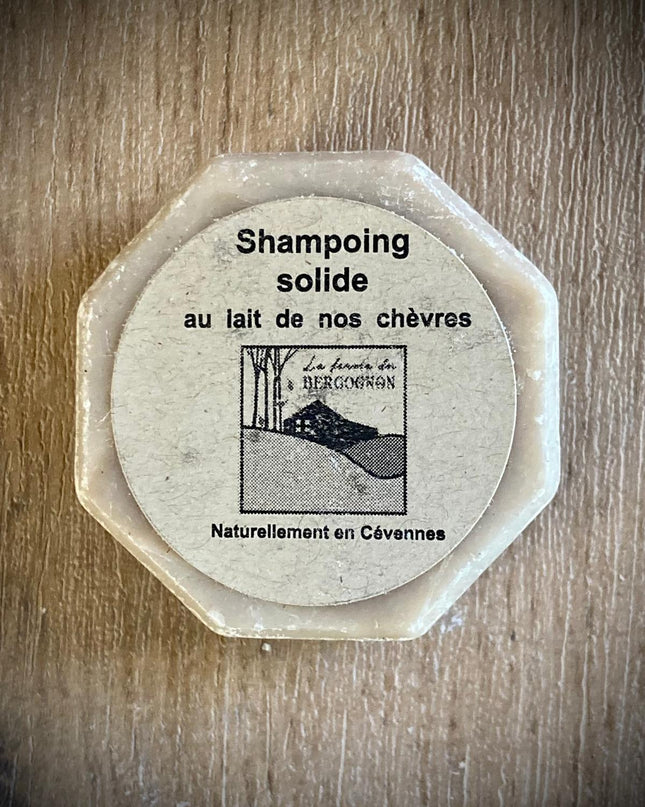 Shampoing
solide
au lait de nos chèvres
La ferme du
BERGOGNON
Naturellement en Cévennes